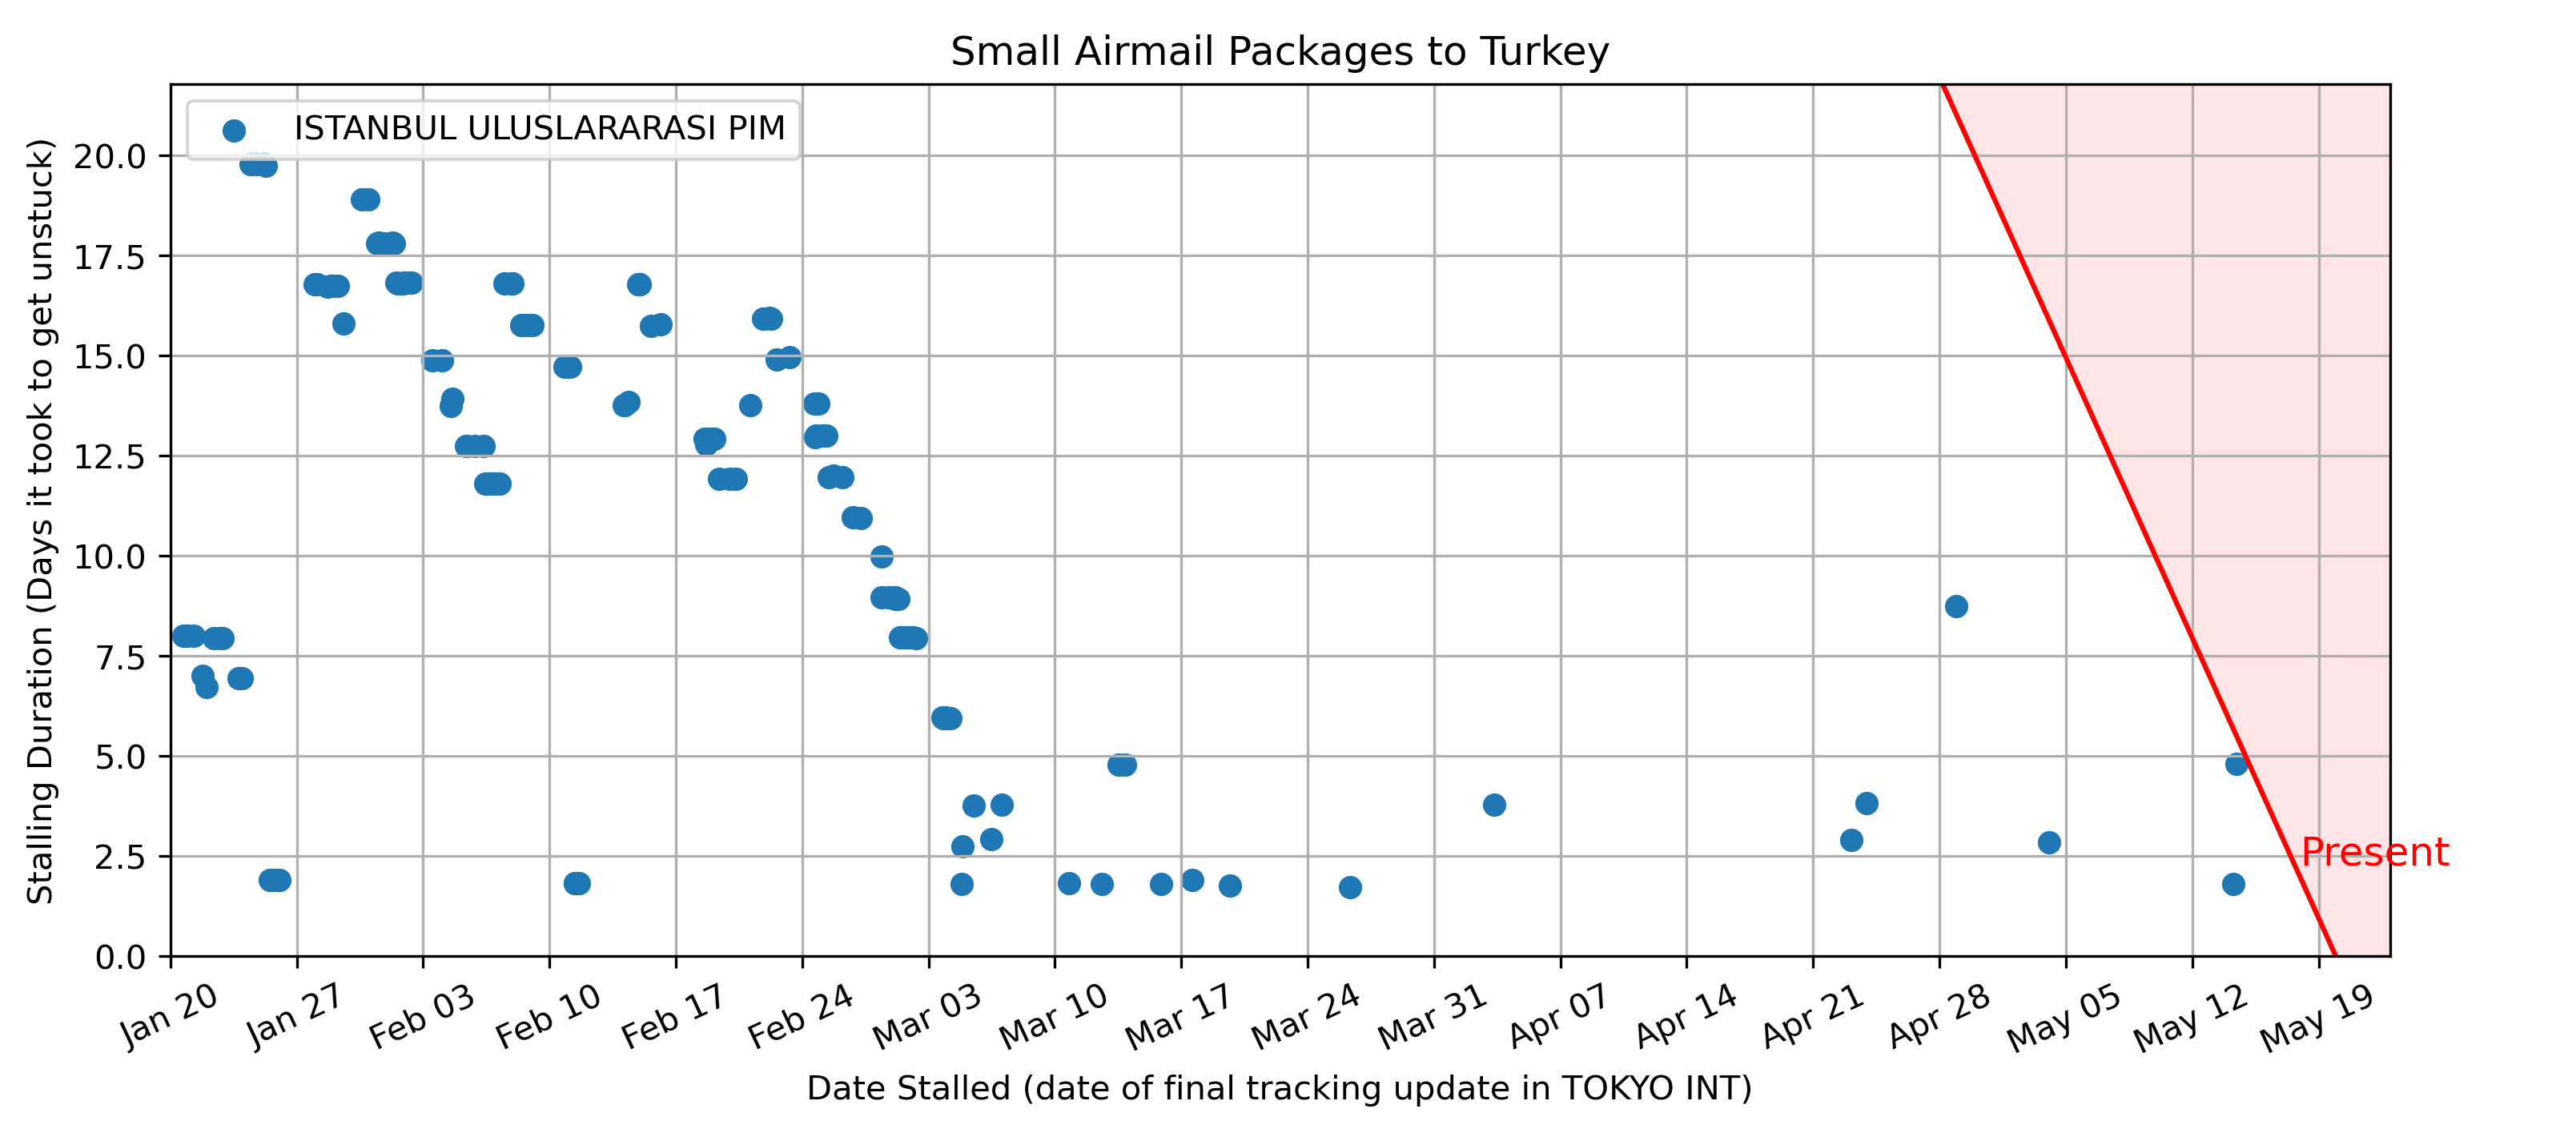 Small Airmail Packages to Turkey
ISTANBUL ULUSLARARASI PIM
Stalling Duration (Days it took to get unstuck)
20.0
17.5
15.0
12.5
10.0
7.5
5.0
2.5
0.0
Present
Jan 20
Jan 27
Feb 03
Feb 10
Feb 17
Feb 24
Mar 03
Mar 10
Mar 17
Mar 24
Mar 31
Apr 07
Apr 14
Apr 21
Apr 28
May 05
May 12
May 19
Date Stalled (date of final tracking update in TOKYO INT)